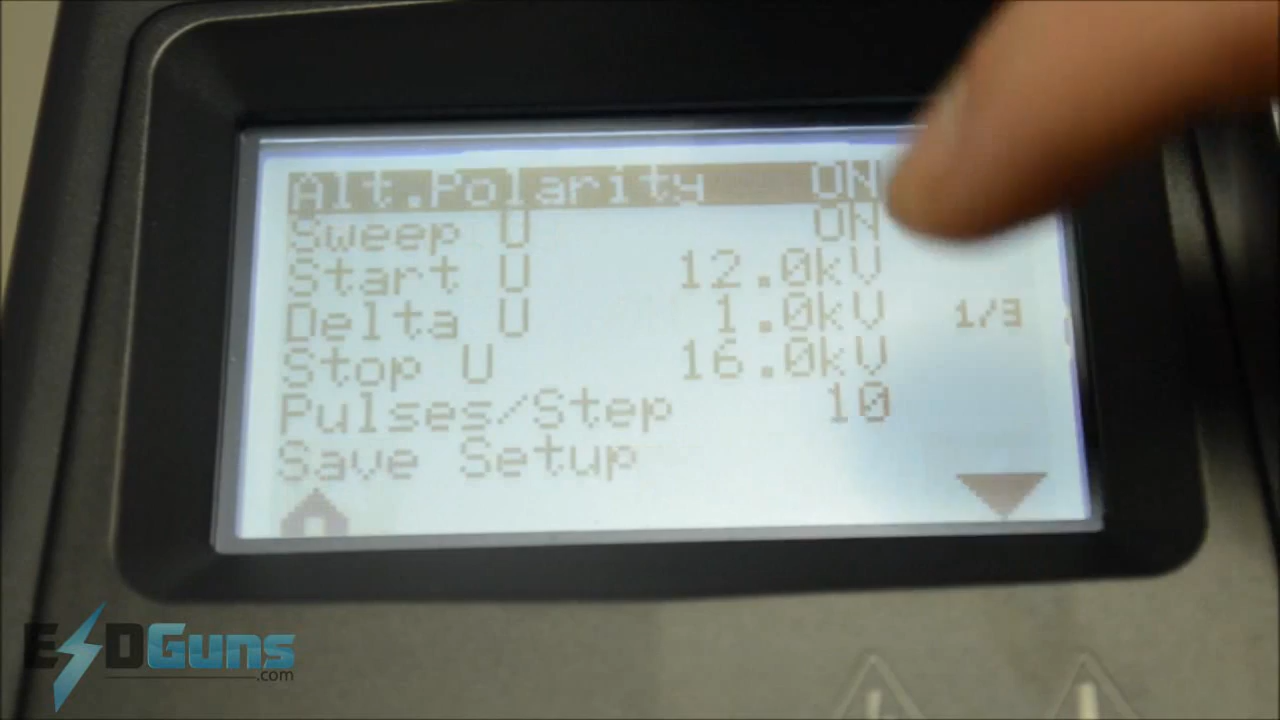 Alt.Polarity ON
Sweep U ON
Start U 12.0kV
Delta U 1.0kV
1/3
Stop U 16.0kV
Pulses/Step 10
Save Setup
ESDGuns
.com